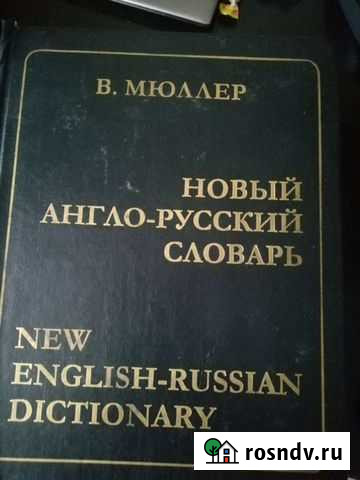 В. МЮЛЛЕР
НОВЫЙ
АНГЛО-РУССКИЙ
СЛОВАРЬ
NEW
ENGLISH-RUSSIAN
DICTIONARY
rosndv.ru